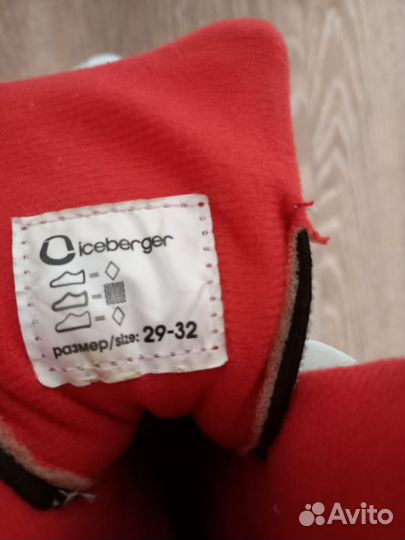 iceberger
=
=
=
размер/size: 29-32
Avito